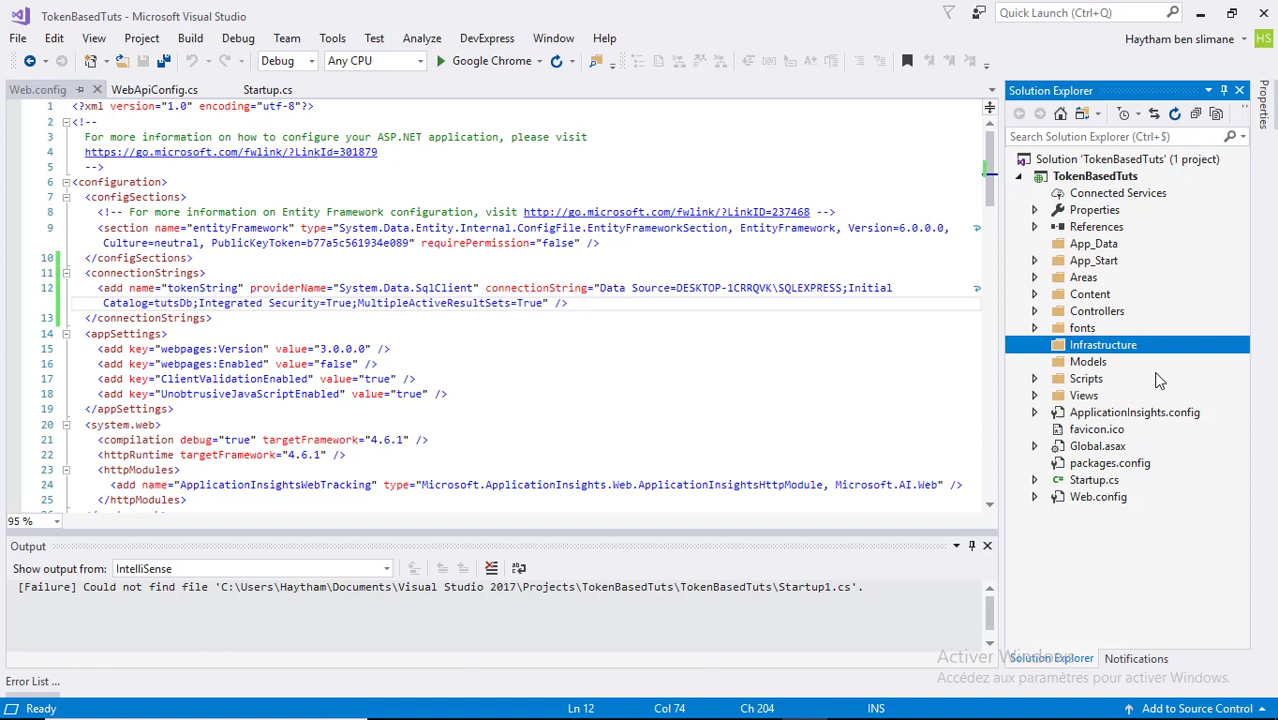 TokenBasedTuts - Microsoft Visual Studio
Quick Launch (Ctrl+Q)
File Edit View Project Build Debug Team Tools Test Analyze DevExpress Window Help
Haytham ben slimane HS
Debug Any CPU Google Chrome
Web.config WebApiConfig.cs Startup.cs
1 <?xml version="1.0" encoding="utf-8"?>
2 <!--
3 For more information on how to configure your ASP.NET application, please visit
4 https://go.microsoft.com/fwlink/?LinkId=301879
5 -->
6 <configuration>
7 <configSections>
8 <!-- For more information on Entity Framework configuration, visit http://go.microsoft.com/fwlink/?LinkID=237468 -->
9 <section name="entityFramework" type="System.Data.Entity.Internal.ConfigFile.EntityFrameworkSection, EntityFramework, Version=6.0.0.0,
Culture=neutral, PublicKeyToken=b77a5c561934e089" requirePermission="false" />
10 </configSections>
11 <connectionStrings>
12 <add name="tokenString" providerName="System.Data.SqlClient" connectionString="Data Source=DESKTOP-1CRRQVK\SQLEXPRESS;Initial
Catalog=tutsDb;Integrated Security=True;MultipleActiveResultSets=True" />
13 </connectionStrings>
14 <appSettings>
15 <add key="webpages:Version" value="3.0.0.0" />
16 <add key="webpages:Enabled" value="false" />
17 <add key="ClientValidationEnabled" value="true" />
18 <add key="UnobtrusiveJavaScriptEnabled" value="true" />
19 </appSettings>
20 <system.web>
21 <compilation debug="true" targetFramework="4.6.1" />
22 <httpRuntime targetFramework="4.6.1" />
23 <httpModules>
24 <add name="ApplicationInsightsWebTracking" type="Microsoft.ApplicationInsights.Web.ApplicationInsightsHttpModule, Microsoft.AI.Web" />
25 </httpModules>
95 %
Output
Show output from: IntelliSense
[Failure] Could not find file 'C:\Users\Haytham\Documents\Visual Studio 2017\Projects\TokenBasedTuts\TokenBasedTuts\Startup1.cs'.
Error List ...
Solution Explorer
Search Solution Explorer (Ctrl+$)
Solution 'TokenBasedTuts' (1 project)
TokenBasedTuts
Connected Services
Properties
References
App_Data
App_Start
Areas
Content
Controllers
fonts
Infrastructure
Models
Scripts
Views
ApplicationInsights.config
favicon.ico
Global.asax
packages.config
Startup.cs
Web.config
Solution Explorer Notifications
Properties
Activer Windows
Accédez aux paramètres pour activer Windows.
Ready Ln 12 Col 74 Ch 204 INS Add to Source Control